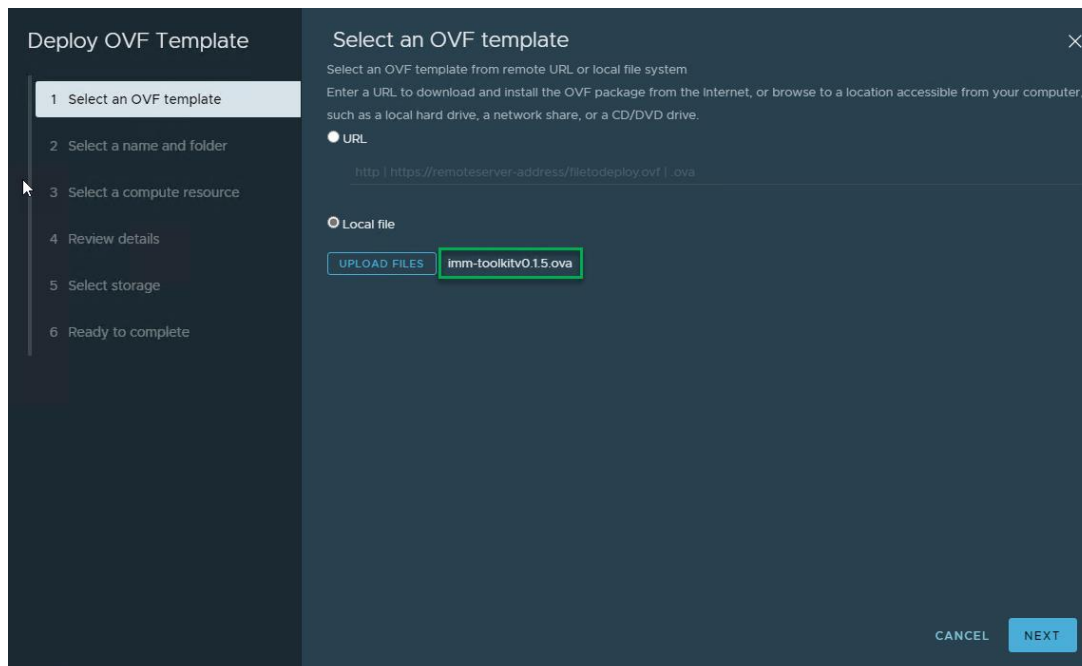 Deploy OVF Template
1 Select an OVF template
2 Select a name and folder
3 Select a compute resource
4 Review details
5 Select storage
6 Ready to complete
Select an OVF template
Select an OVF template from remote URL or local file system
Enter a URL to download and install the OVF package from the Internet, or browse to a location accessible from your computer,
such as a local hard drive, a network share, or a CD/DVD drive.
URL
http | https://remoteserver-address/filetodeploy.ovf | .ova
Local file
UPLOAD FILES imm-toolkitv0.1.5.ova
CANCEL NEXT